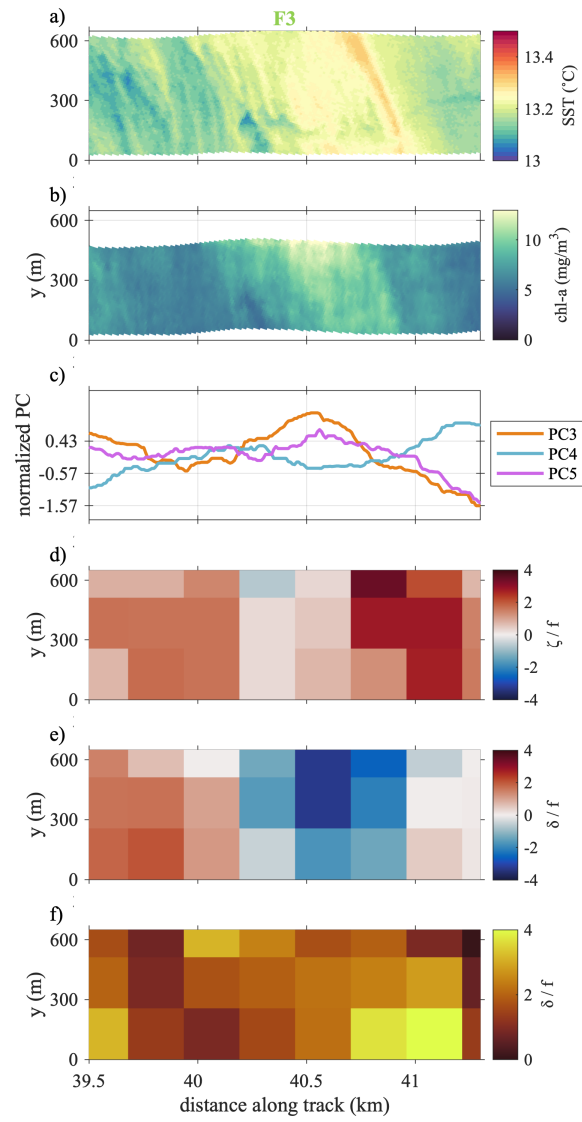 F3
a)
600
300
0
13.4
13.2
13
SST (°C)
b)
600
300
0
y (m)
10
5
0
chl-a (mg/m³)
c)
0.43
-0.57
-1.57
normalized PC
PC3
PC4
PC5
d)
600
300
0
y (m)
4
2
0
-2
-4
ζ / f
e)
600
300
0
y (m)
4
2
0
-2
-4
δ / f
f)
600
300
0
y (m)
4
2
0
δ / f
39.5 40 40.5 41
distance along track (km)